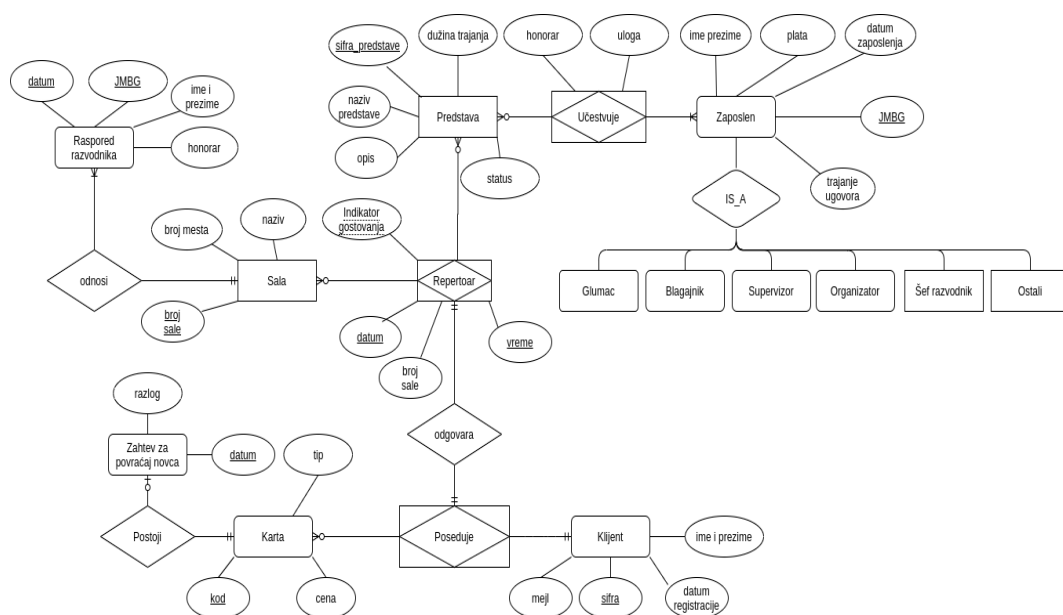 sifra_predstave
dužina trajanja
honorar
uloga
ime prezime
plata
datum
zaposlenja
datum
JMBG
ime i
prezime
naziv
predstave
Predstava
Učestvuje
Zaposlen
JMBG
Raspored
razvodnika
honorar
opis
status
trajanje
ugovora
IS_A
broj mesta
naziv
Indikator
gostovanja
odnosi
Sala
Repertoar
Glumac
Blagajnik
Supervizor
Organizator
Šef razvodnik
Ostali
broj
sale
datum
vreme
broj
sale
razlog
odgovara
Zahtev za
povraćaj novca
datum
tip
Postoji
Karta
Poseduje
Klijent
ime i prezime
kod
cena
mejl
sifra
datum
registracije